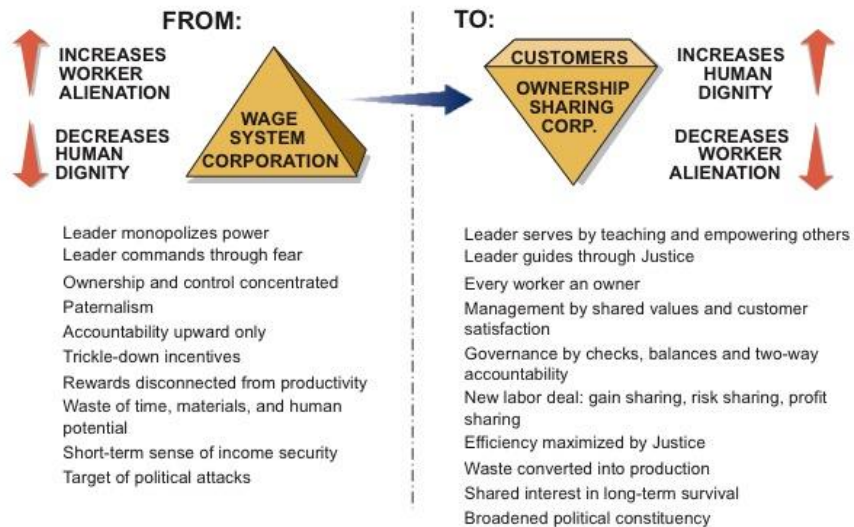 FROM:
INCREASES
WORKER
ALIENATION
DECREASES
HUMAN
DIGNITY
WAGE
SYSTEM
CORPORATION
Leader monopolizes power
Leader commands through fear
Ownership and control concentrated
Paternalism
Accountability upward only
Trickle-down incentives
Rewards disconnected from productivity
Waste of time, materials, and human
potential
Short-term sense of income security
Target of political attacks
TO:
CUSTOMERS
OWNERSHIP
SHARING
CORP.
INCREASES
HUMAN
DIGNITY
DECREASES
WORKER
ALIENATION
Leader serves by teaching and empowering others
Leader guides through Justice
Every worker an owner
Management by shared values and customer
satisfaction
Governance by checks, balances and two-way
accountability
New labor deal: gain sharing, risk sharing, profit
sharing
Efficiency maximized by Justice
Waste converted into production
Shared interest in long-term survival
Broadened political constituency